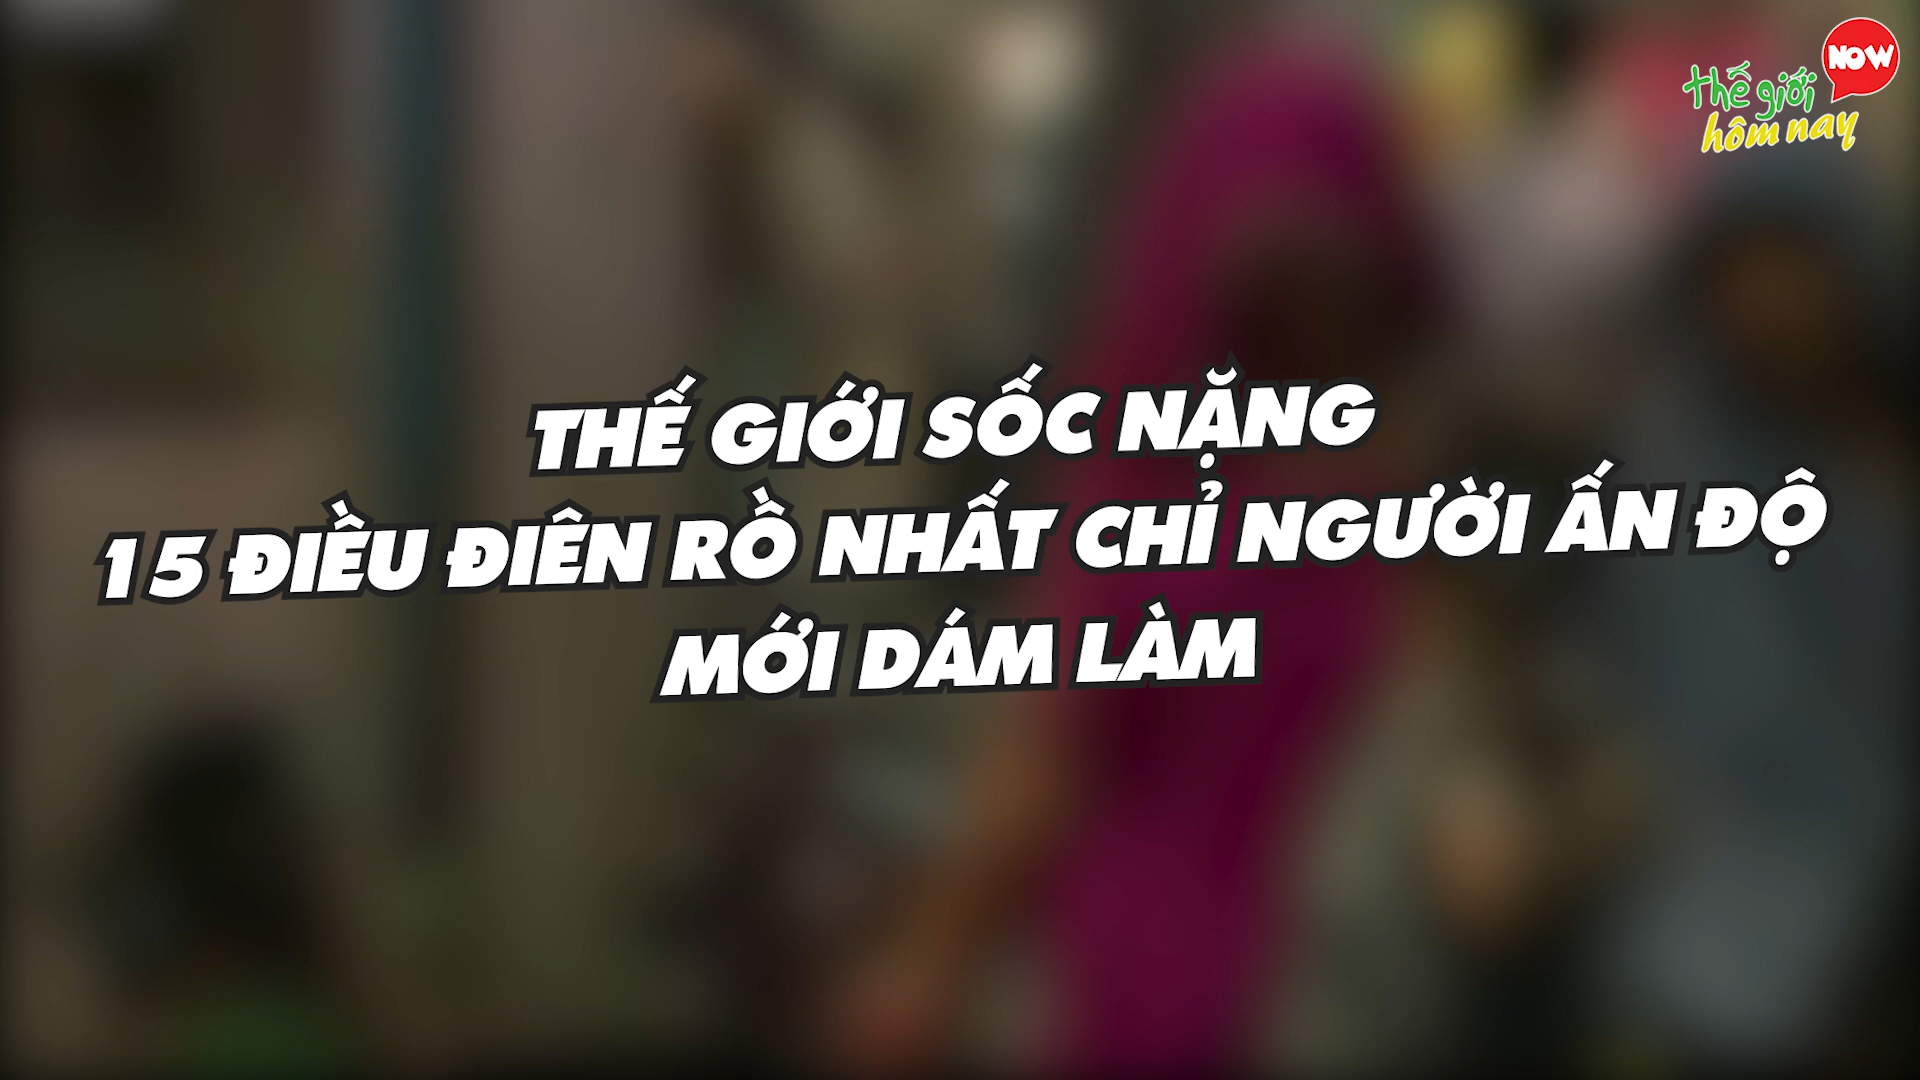 NOW
thế giới
hôm nay
THẾ GIỚI SỐC NẶNG
15 ĐIỀU ĐIÊN RỒ NHẤT CHỈ NGƯỜI ẤN ĐỘ
MỚI DÁM LÀM